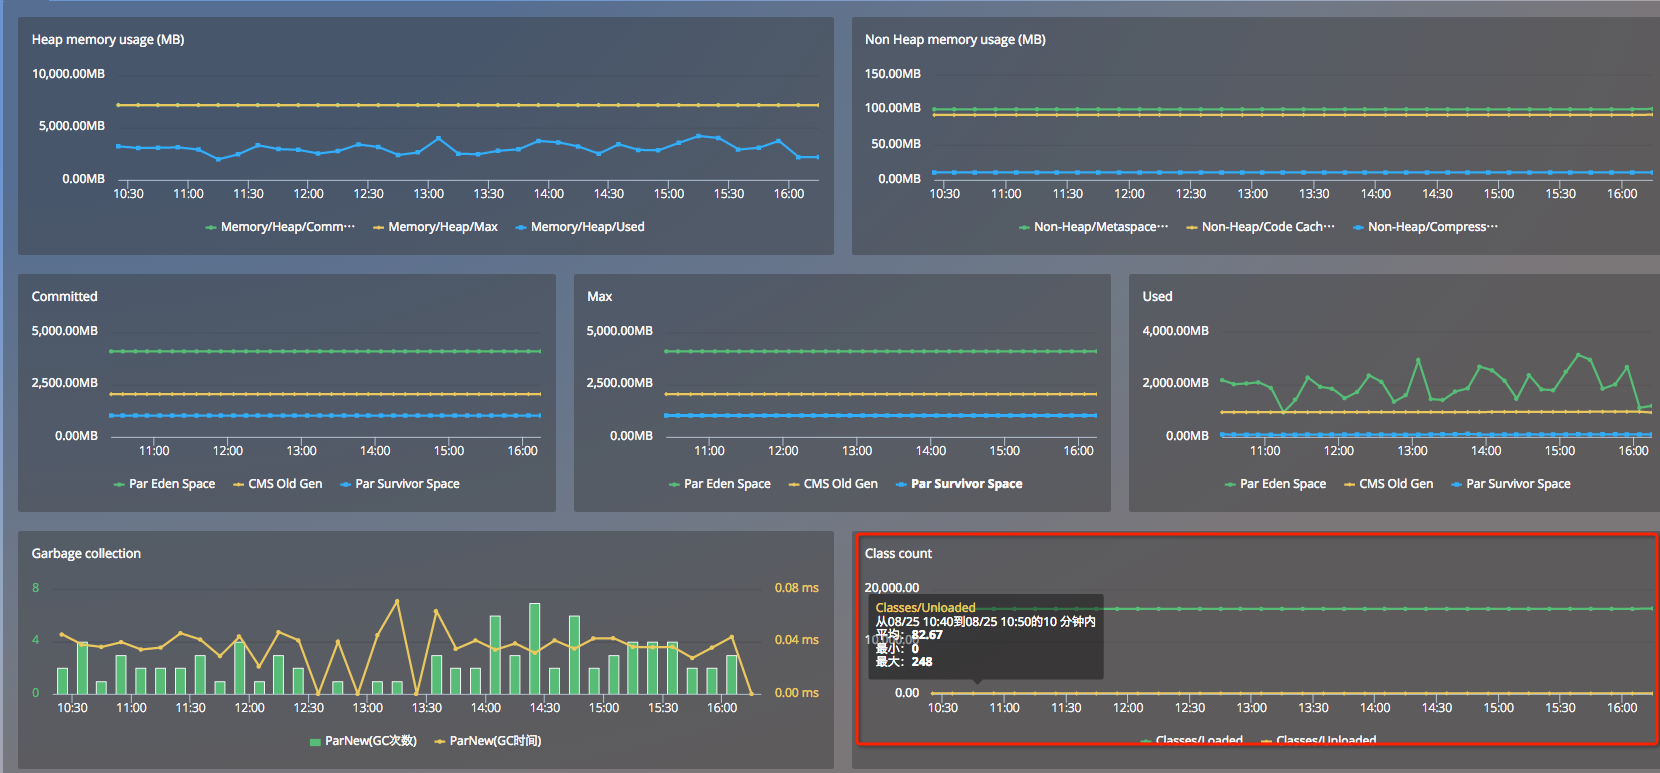 Heap memory usage (MB)
10,000.00MB
5,000.00MB
0.00MB
10:30 11:00 11:30 12:00 12:30 13:00 13:30 14:00 14:30 15:00 15:30 16:00
Memory/Heap/Comm··· Memory/Heap/Max Memory/Heap/Used
Non Heap memory usage (MB)
150.00MB
100.00MB
50.00MB
0.00MB
10:30 11:00 11:30 12:00 12:30 13:00 13:30 14:00 14:30 15:00 15:30 16:00
Non-Heap/Metaspace··· Non-Heap/Code Cach··· Non-Heap/Compress···
Committed
5,000.00MB
2,500.00MB
0.00MB
11:00 12:00 13:00 14:00 15:00 16:00
Par Eden Space CMS Old Gen Par Survivor Space
Max
5,000.00MB
2,500.00MB
0.00MB
11:00 12:00 13:00 14:00 15:00 16:00
Par Eden Space CMS Old Gen Par Survivor Space
Used
4,000.00MB
2,000.00MB
0.00MB
11:00 12:00 13:00 14:00 15:00 16:00
Par Eden Space CMS Old Gen Par Survivor Space
Garbage collection
8 0.08 ms
4 0.04 ms
0 0.00 ms
10:30 11:00 11:30 12:00 12:30 13:00 13:30 14:00 14:30 15:00 15:30 16:00
ParNew(GC次数) ParNew(GC时间)
Class count
20,000.00
Classes/Unloaded
从08/25 10:40到08/25 10:50的10 分钟内
平均：82.67
10,000.00
最小：0
最大：248
0.00
10:30 11:00 11:30 12:00 12:30 13:00 13:30 14:00 14:30 15:00 15:30 16:00
Classes/Loaded Classes/Unloaded